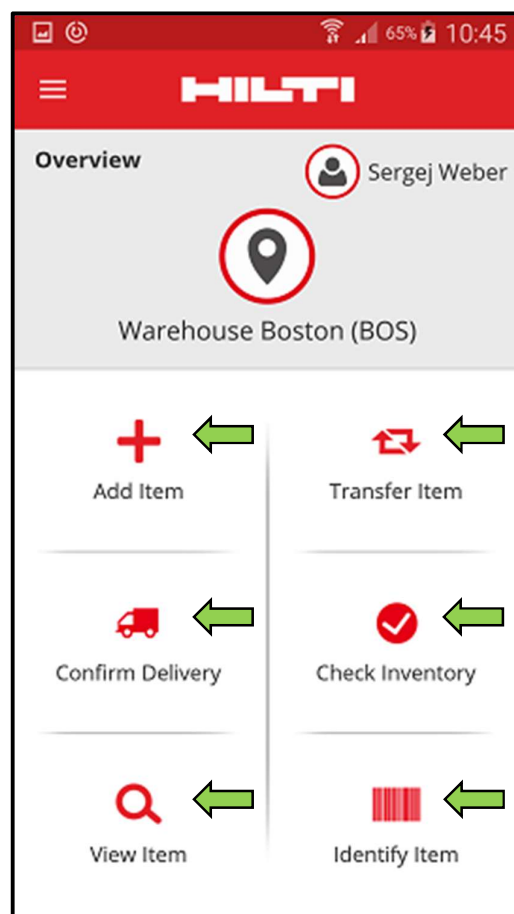 65% 10:45
HILTI
Overview
Sergej Weber
Warehouse Boston (BOS)
Add Item
Transfer Item
Confirm Delivery
Check Inventory
View Item
Identify Item